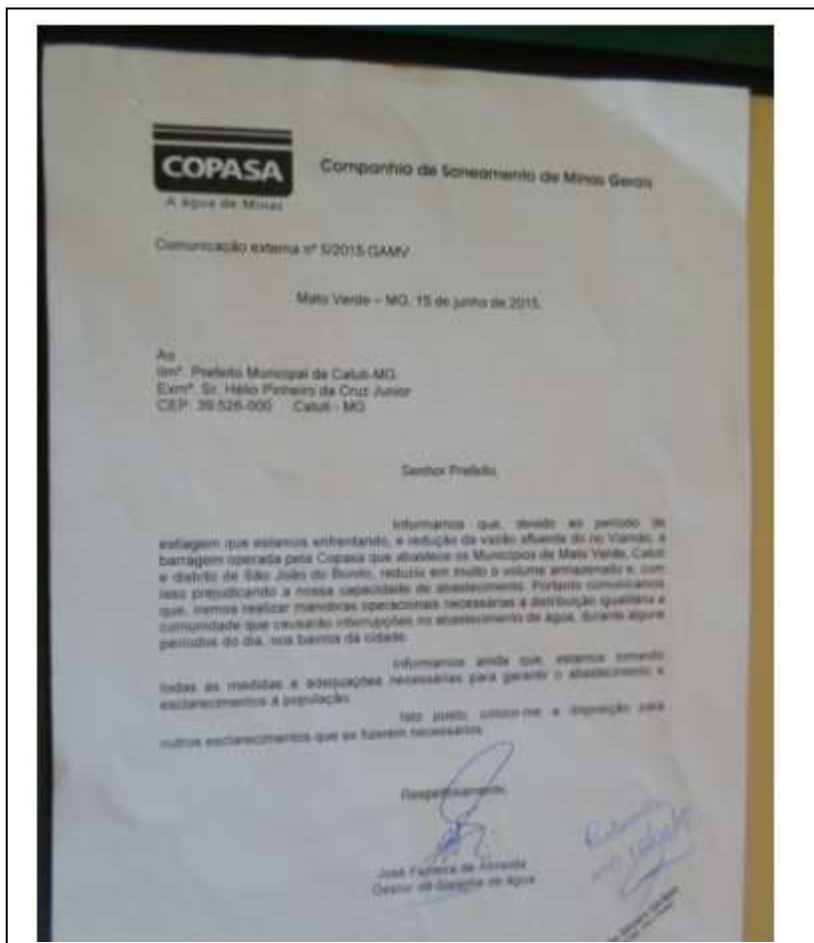 COPASA
A água de Minas
Companhia de Saneamento de Minas Gerais
Comunicação externa nº 5/2015 GAMV
Mato Verde – MG, 15 de junho de 2015.
Ao
Prefeito Municipal de Catuti-MG
Exmº. Sr. Hélio Pinheiro da Cruz Junior
CEP: 39.526-000 Catuti - MG
Senhor Prefeito,
Informamos que, devido ao período de
estiagem que estamos enfrentando, e redução da vazão afluente do rio Viamão, a
barragem operada pela Copasa que abastece os Municípios de Mato Verde, Catuti
e distrito de São João do Bonito, reduziu em muito o volume armazenado e, com
isso prejudicando a nossa capacidade de abastecimento. Portanto comunicamos
que, iremos realizar manobras operacionais necessárias a distribuição igualitária a
comunidade que causarão interrupções no abastecimento de água, durante alguns
períodos do dia, nos bairros da cidade.
Informamos ainda que, estamos tomando
todas as medidas e adequações necessárias para garantir o abastecimento e
esclarecimentos à população.
Isto posto, coloco-me a disposição para
outros esclarecimentos que se fizerem necessários.
Respeitosamente,
José de Almeida
Gestor de de água